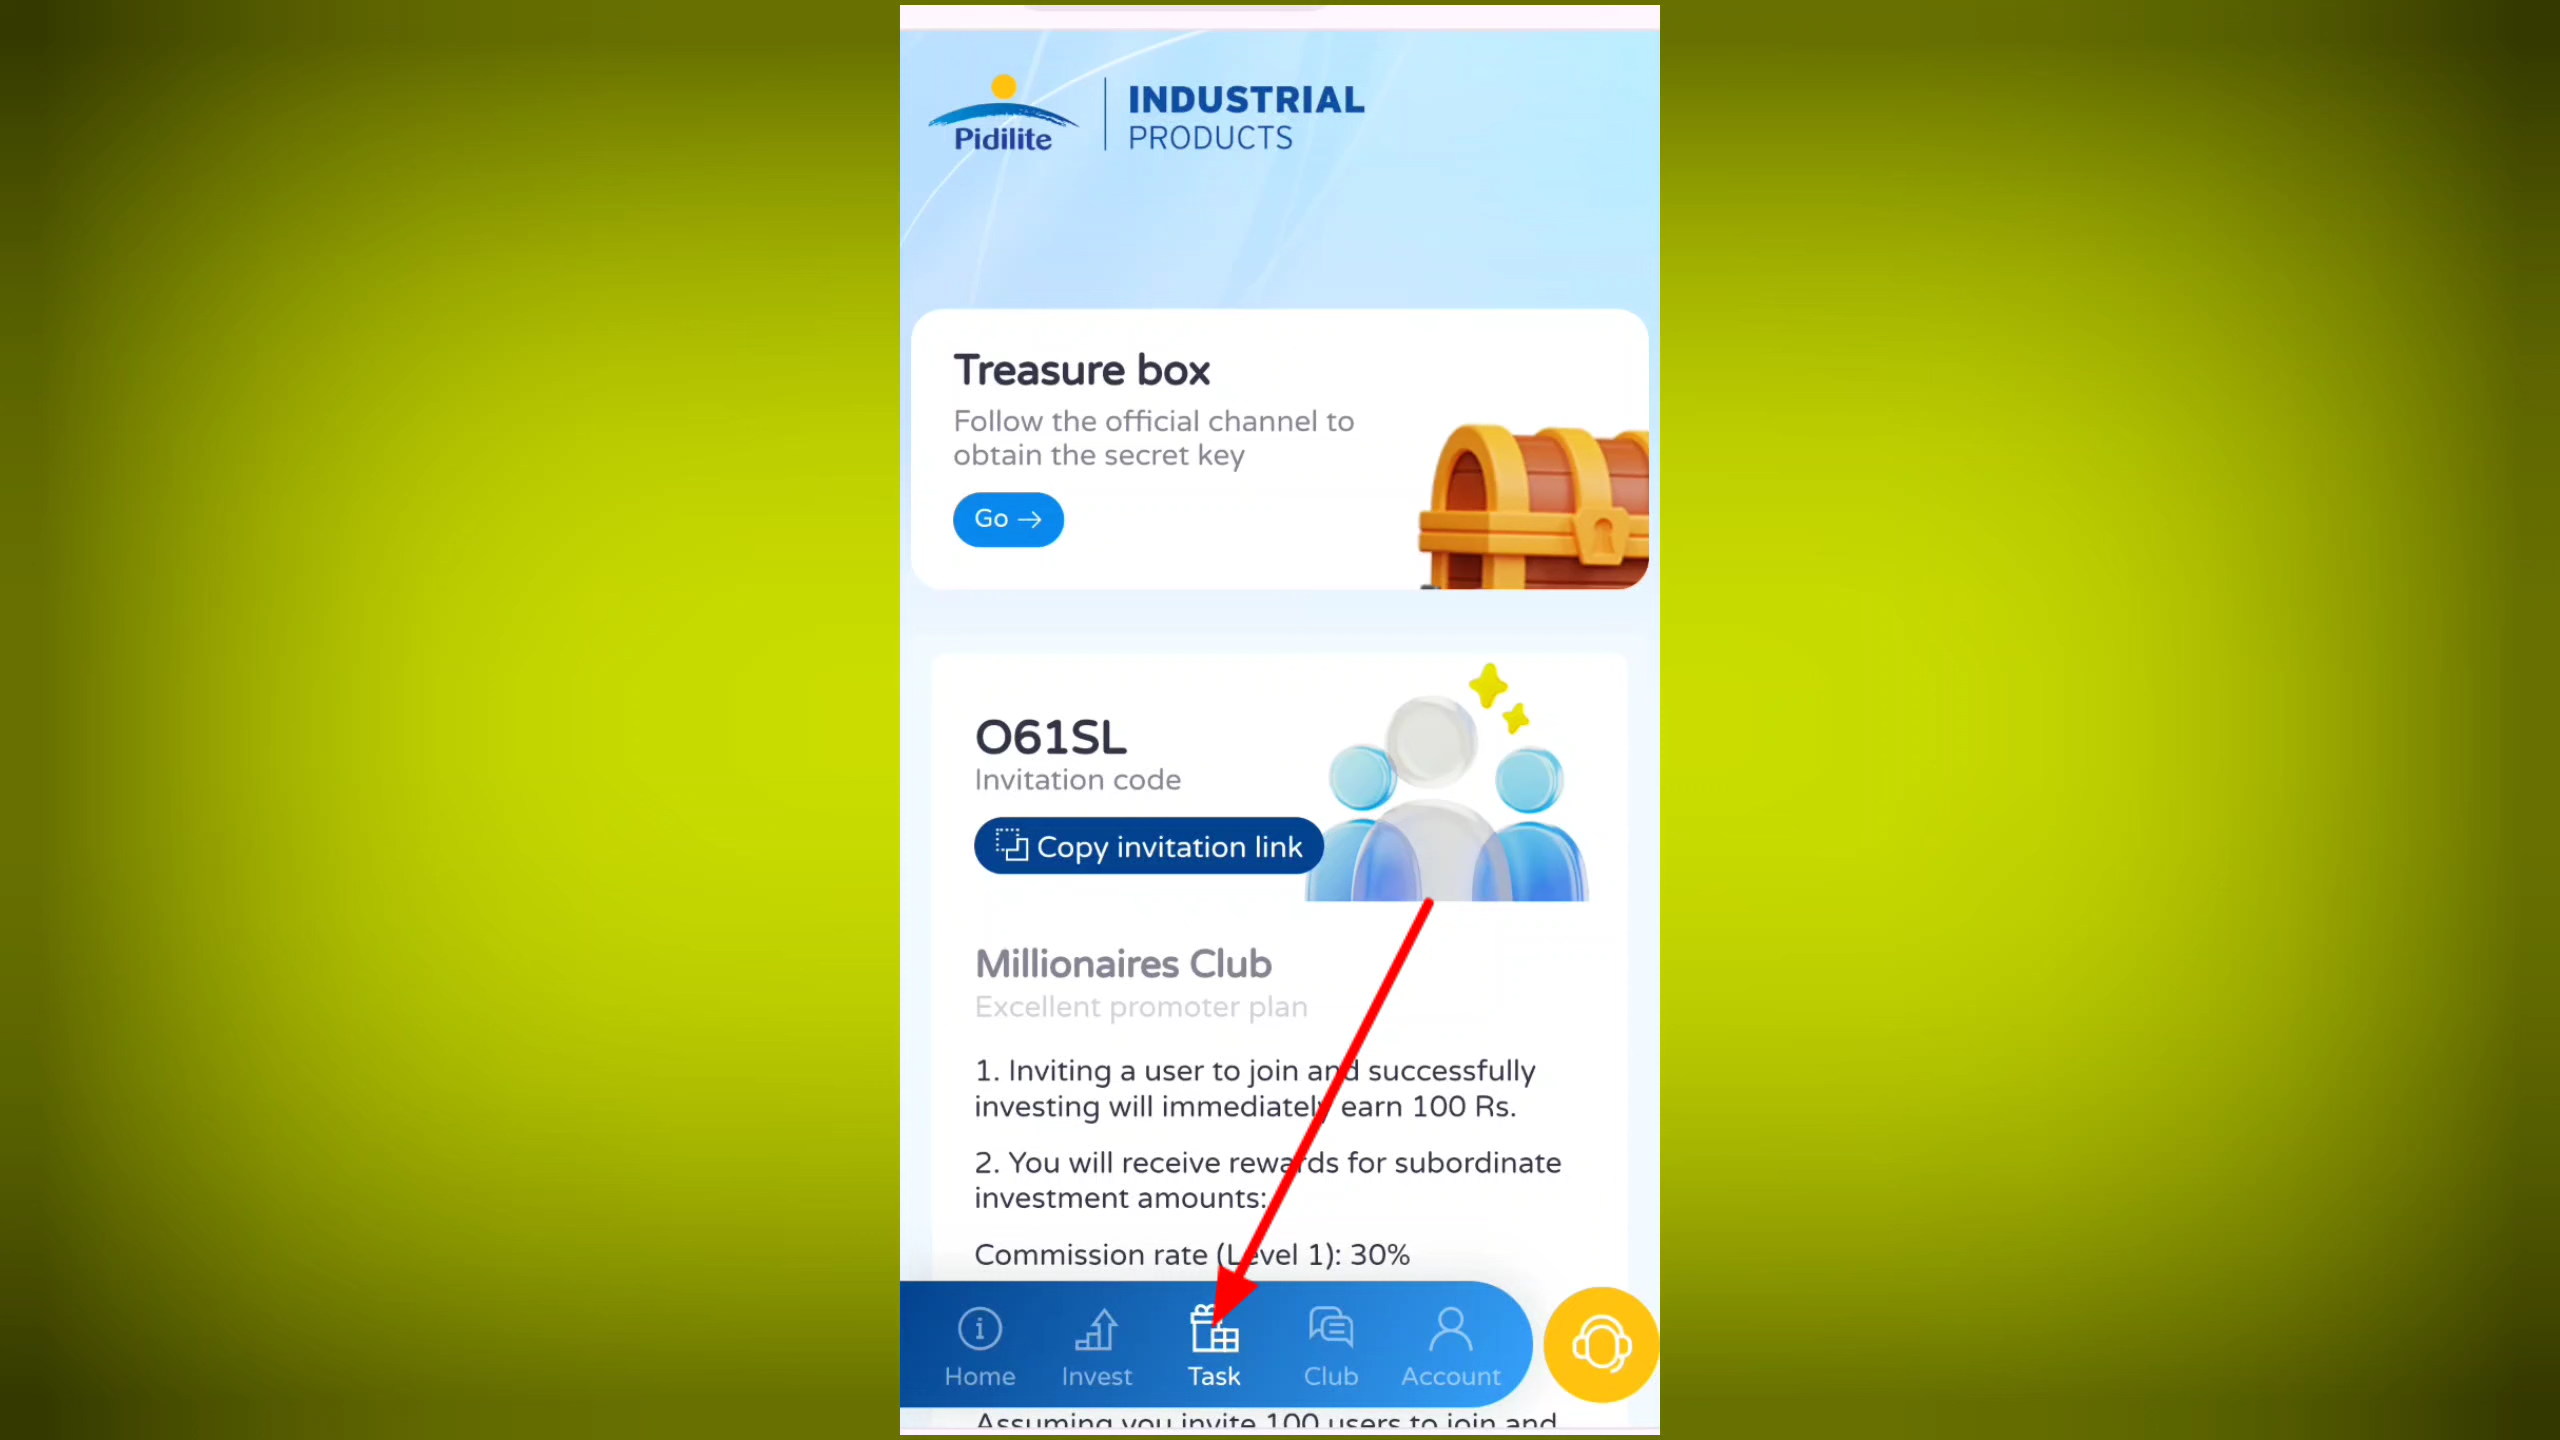 Pidilite
INDUSTRIAL
PRODUCTS
Treasure box
Follow the official channel to
obtain the secret key
Go →
O61SL
Invitation code
Copy invitation link
Millionaires Club
Excellent promoter plan
1. Inviting a user to join and successfully
investing will immediately earn 100 Rs.
2. You will receive rewards for subordinate
investment amounts:
Commission rate (Level 1): 30%
Home Invest Task Club Account
Assuming you invite 100 users to join and